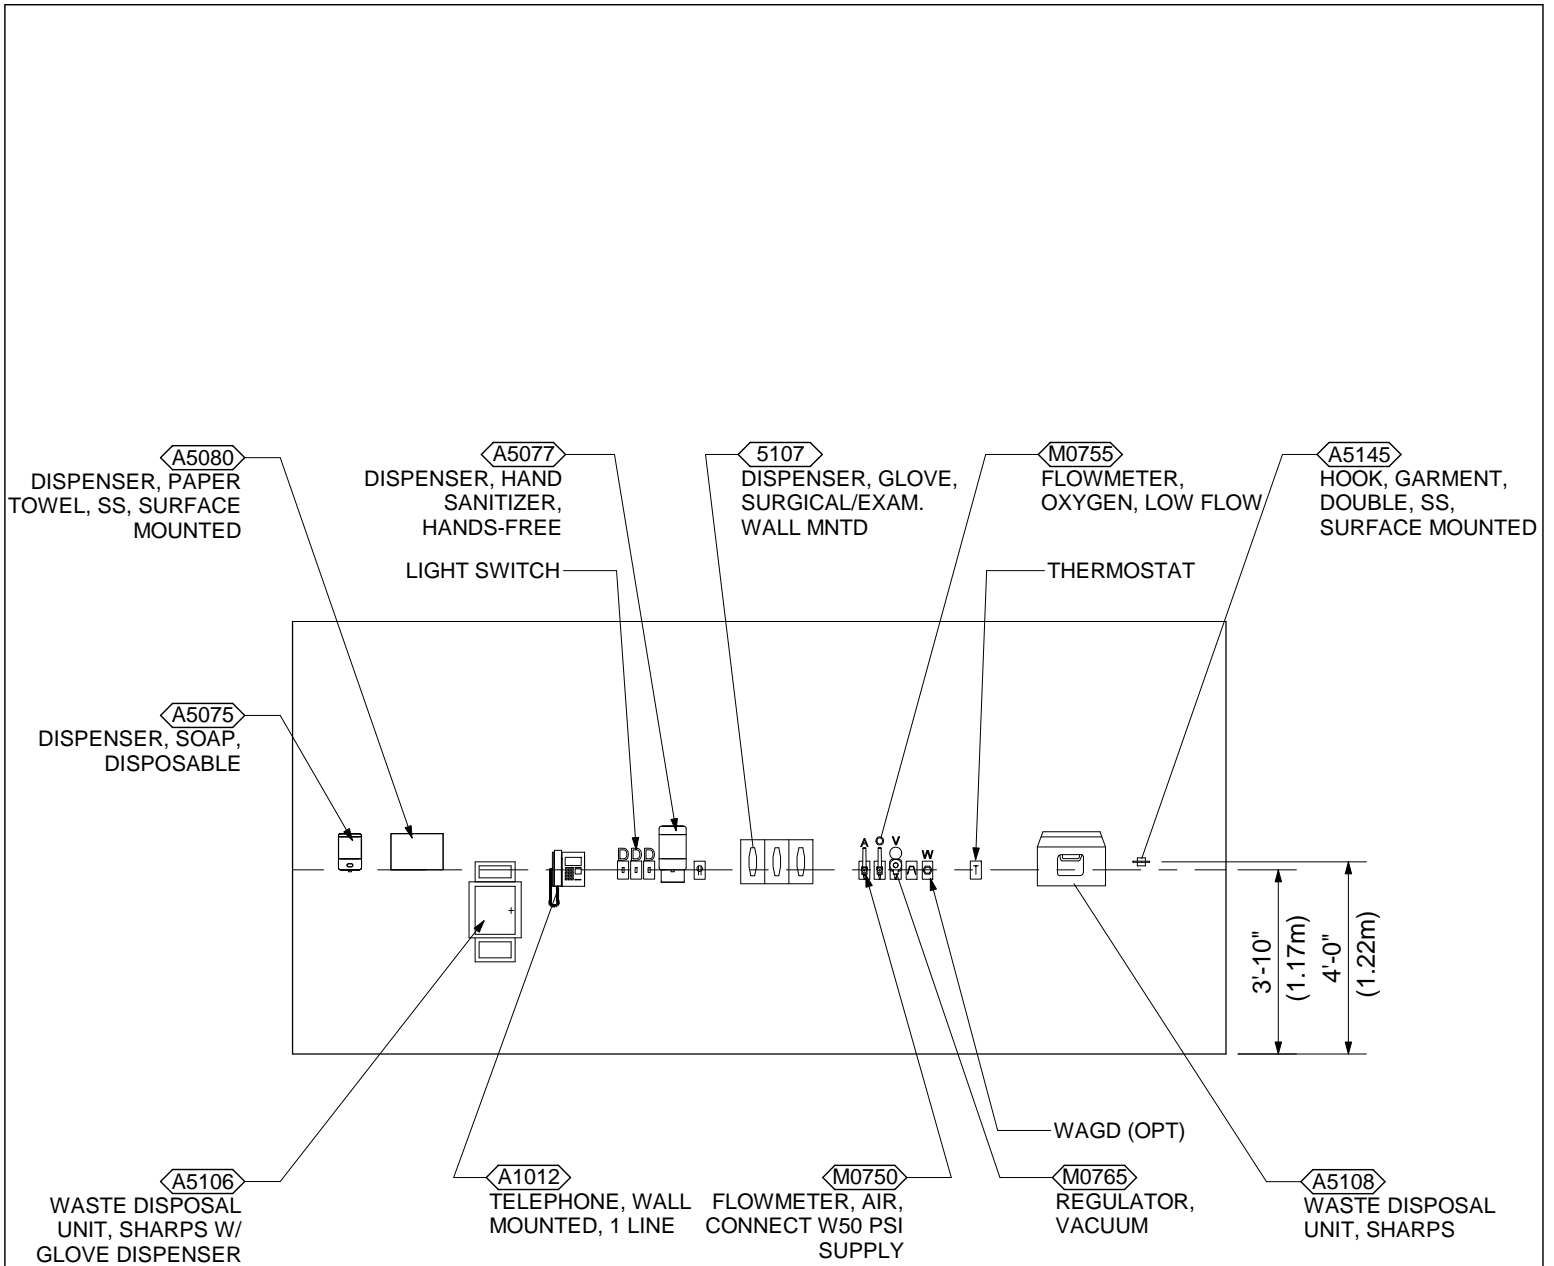 A5080
DISPENSER, PAPER
TOWEL, SS, SURFACE
MOUNTED
A5077
DISPENSER, HAND
SANITIZER,
HANDS-FREE
5107
DISPENSER, GLOVE,
SURGICAL/EXAM.
WALL MNTD
M0755
FLOWMETER,
OXYGEN, LOW FLOW
A5145
HOOK, GARMENT,
DOUBLE, SS,
SURFACE MOUNTED
LIGHT SWITCH
THERMOSTAT
A5075
DISPENSER, SOAP,
DISPOSABLE
D D D
A O V
W
T
3'-10"
(1.17m)
4'-0"
(1.22m)
WAGD (OPT)
A5106
WASTE DISPOSAL
UNIT, SHARPS W/
GLOVE DISPENSER
A1012
TELEPHONE, WALL
MOUNTED, 1 LINE
M0750
FLOWMETER, AIR,
CONNECT W50 PSI
SUPPLY
M0765
REGULATOR,
VACUUM
A5108
WASTE DISPOSAL
UNIT, SHARPS